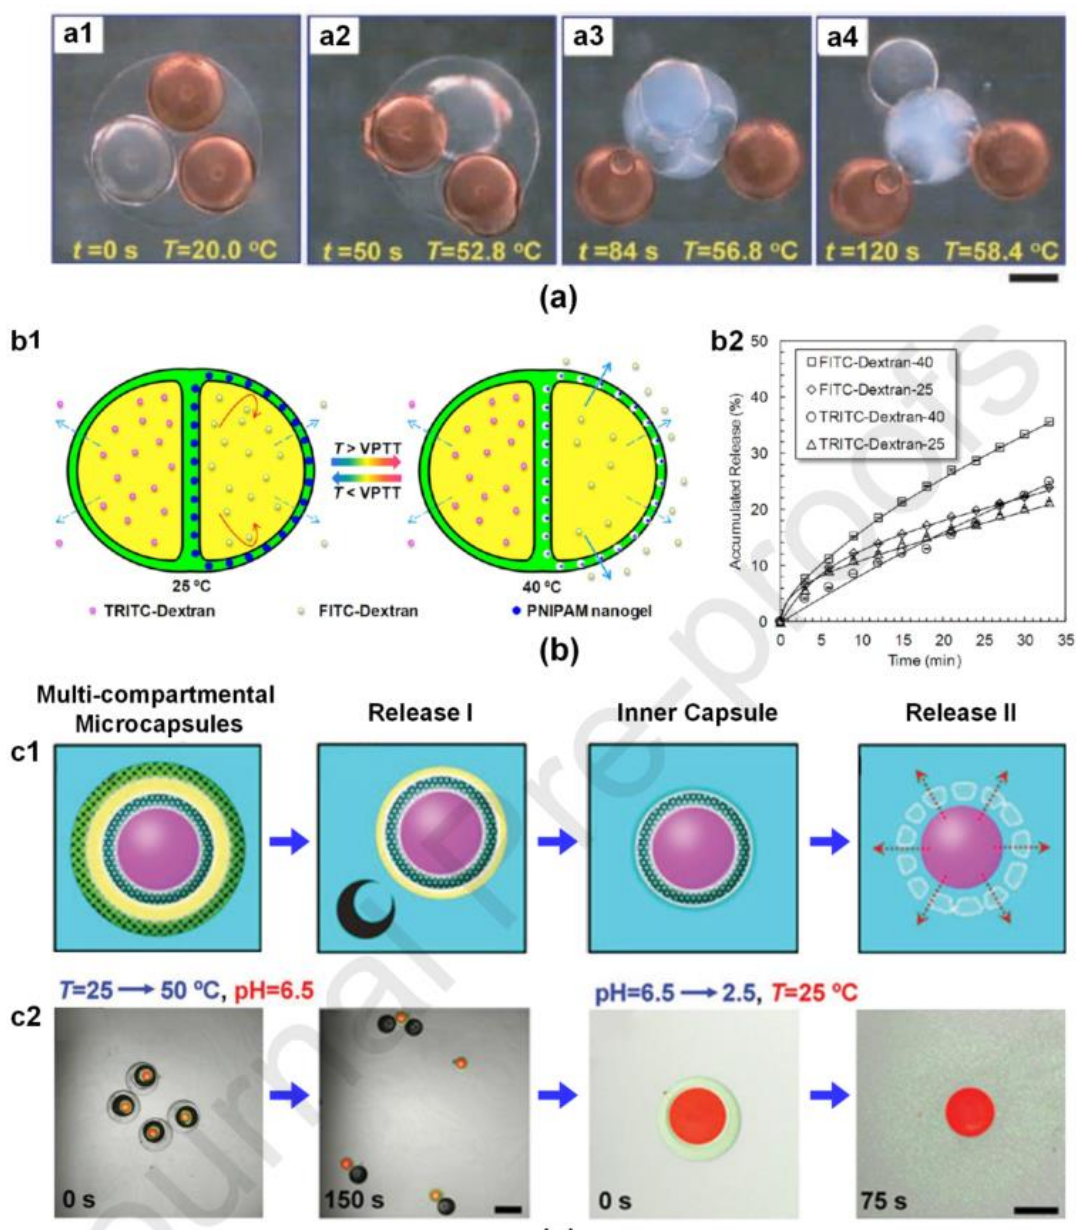 a1
a2
a3
a4
t=0 s T=20.0 °C
t=50 s T=52.8 °C
t=84 s T=56.8 °C
t=120 s T=58.4 °C
(a)
b1
T > VPTT
T < VPTT
25 °C
40 °C
TRITC-Dextran
FITC-Dextran
PNIPAM nanogel
b2
50
40
30
20
10
0
Accumulated Release (%)
FITC-Dextran-40
FITC-Dextran-25
TRITC-Dextran-40
TRITC-Dextran-25
0 5 10 15 20 25 30 35
Time (min)
(b)
Multi-compartmental
Microcapsules
Release I
Inner Capsule
Release II
c1
T=25 → 50 °C, pH=6.5
pH=6.5 → 2.5, T=25 °C
c2
0 s
150 s
0 s
75 s
Journal Pre-proofs